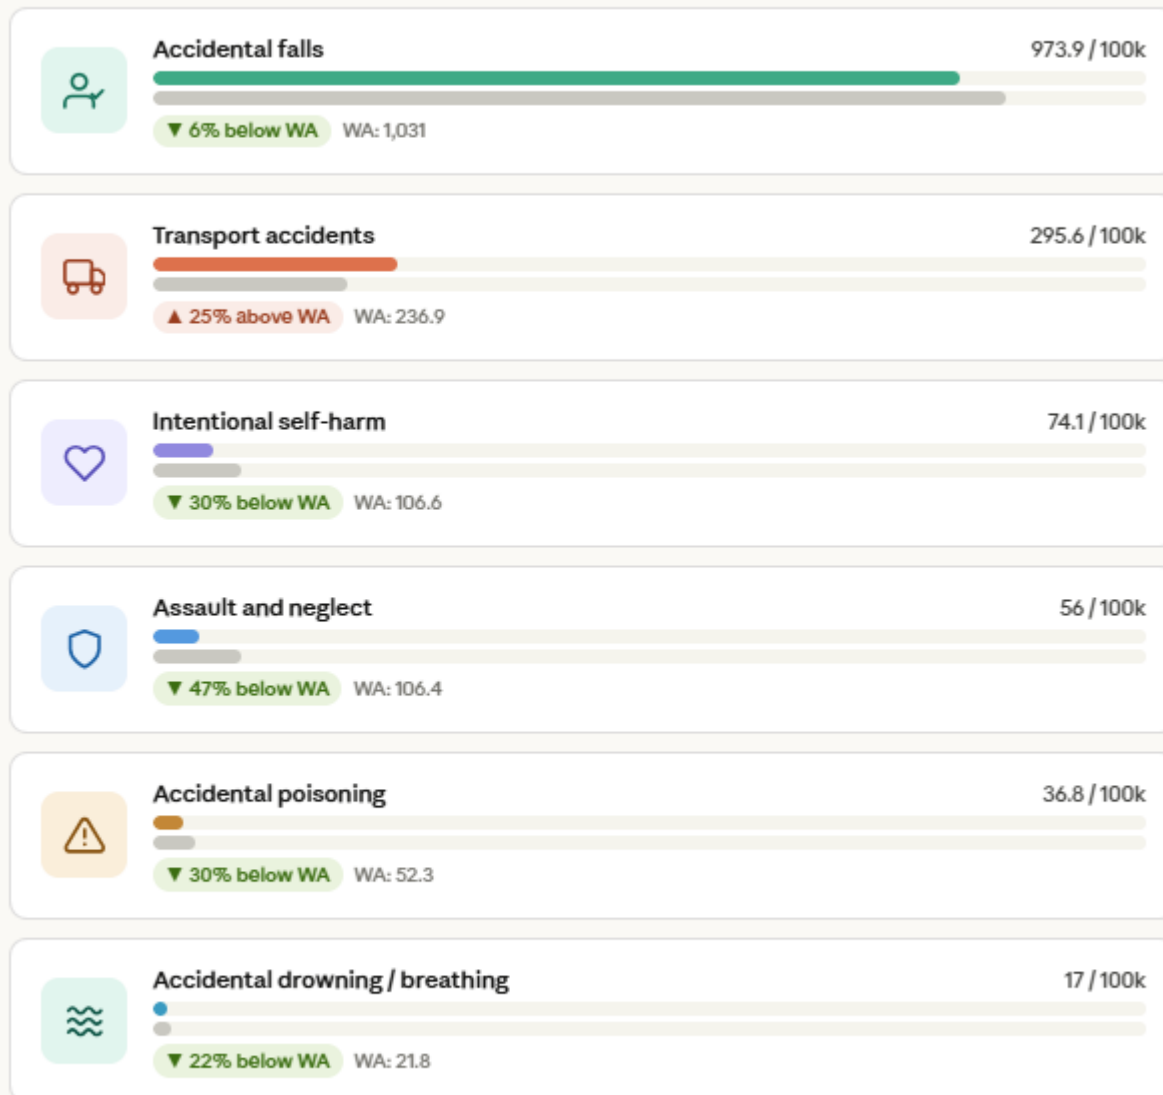 Accidental falls 973.9 / 100k
▼ 6% below WA WA: 1,031
Transport accidents 295.6 / 100k
▲ 25% above WA WA: 236.9
Intentional self-harm 74.1 / 100k
▼ 30% below WA WA: 106.6
Assault and neglect 56 / 100k
▼ 47% below WA WA: 106.4
Accidental poisoning 36.8 / 100k
▼ 30% below WA WA: 52.3
Accidental drowning / breathing 17 / 100k
▼ 22% below WA WA: 21.8